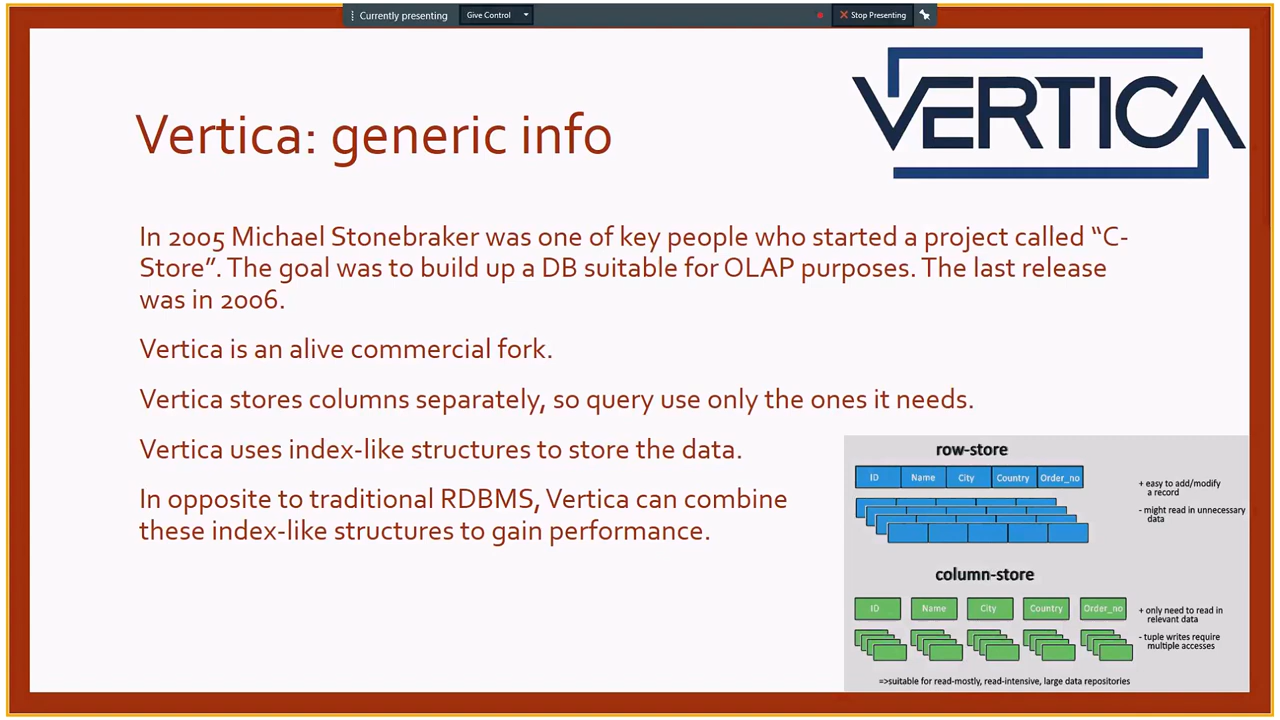 Currently presenting
Give Control
Stop Presenting
VERTICA
Vertica: generic info
In 2005 Michael Stonebraker was one of key people who started a project called “C-
Store”. The goal was to build up a DB suitable for OLAP purposes. The last release
was in 2006.
Vertica is an alive commercial fork.
Vertica stores columns separately, so query use only the ones it needs.
Vertica uses index-like structures to store the data.
In opposite to traditional RDBMS, Vertica can combine
these index-like structures to gain performance.
row-store
ID Name City Country Order_no
+ easy to add/modify
a record
- might read in unnecessary
data
column-store
ID Name City Country Order_no
+ only need to read in
relevant data
- tuple writes require
multiple accesses
=>suitable for read-mostly, read-intensive, large data repositories